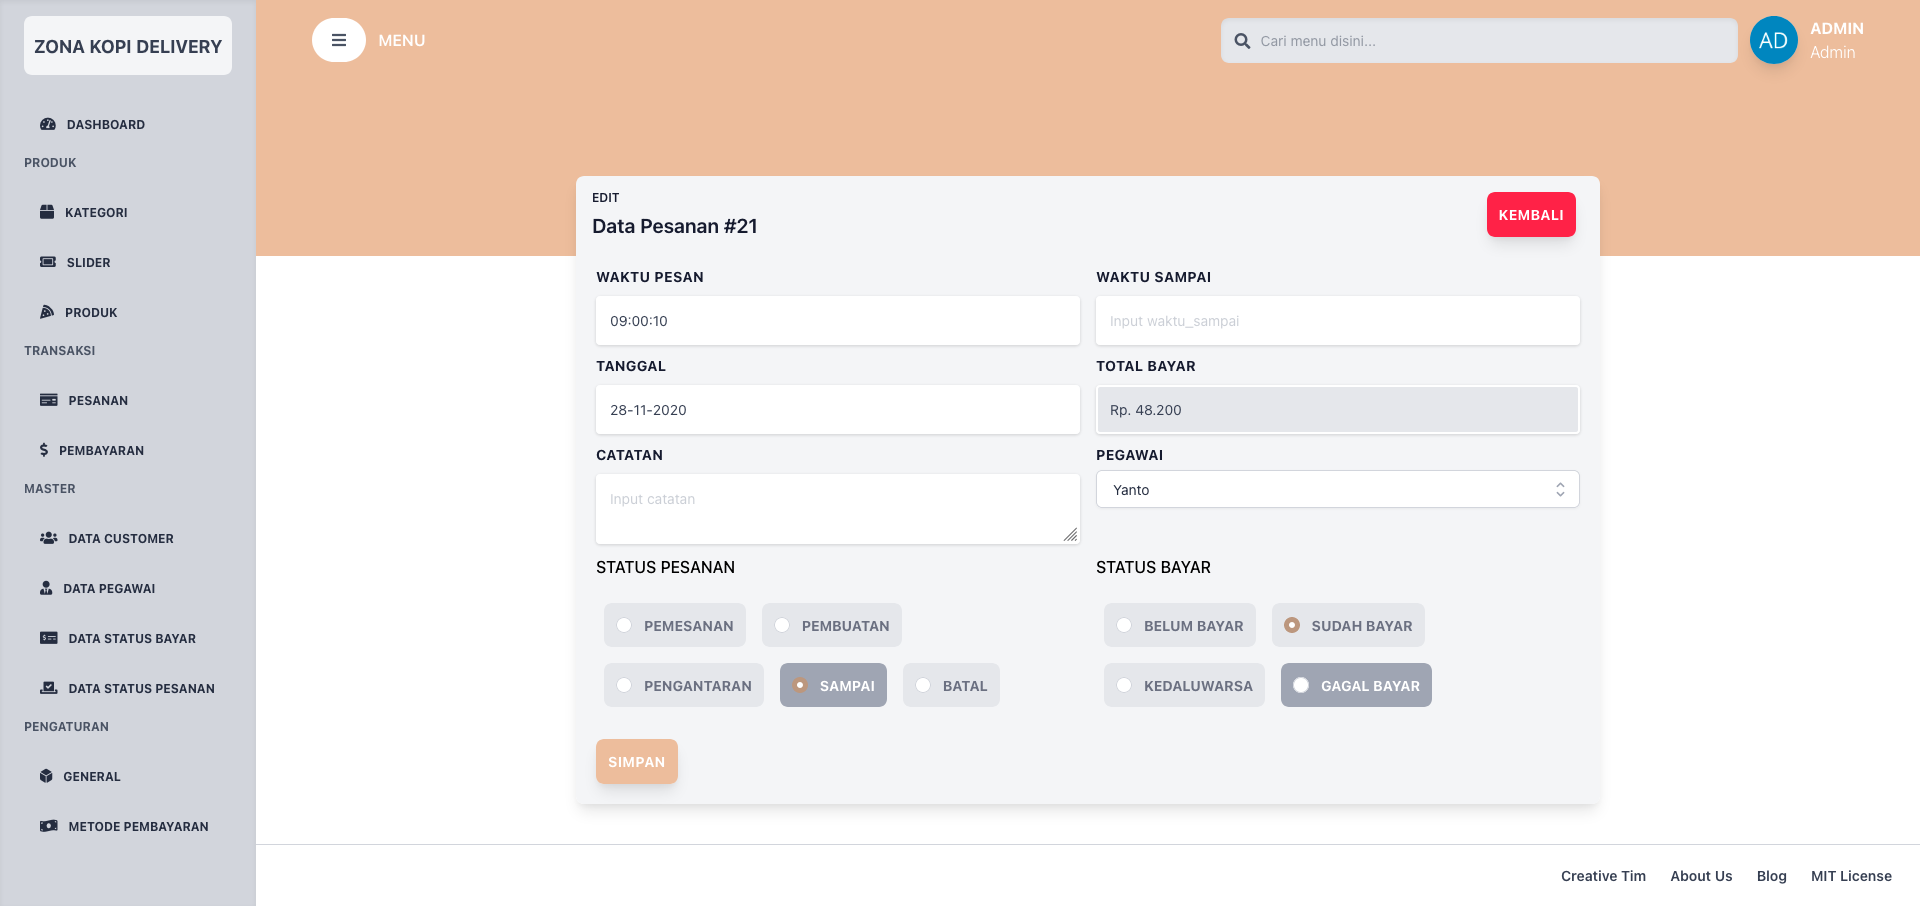 ZONA KOPI DELIVERY
DASHBOARD
PRODUK
KATEGORI
SLIDER
PRODUK
TRANSAKSI
PESANAN
PEMBAYARAN
MASTER
DATA CUSTOMER
DATA PEGAWAI
DATA STATUS BAYAR
DATA STATUS PESANAN
PENGATURAN
GENERAL
METODE PEMBAYARAN
MENU
Cari menu disini...
AD
ADMIN
Admin
EDIT
Data Pesanan #21
KEMBALI
WAKTU PESAN
09:00:10
WAKTU SAMPAI
Input waktu_sampai
TANGGAL
28-11-2020
TOTAL BAYAR
Rp. 48.200
CATATAN
Input catatan
PEGAWAI
Yanto
STATUS PESANAN
PEMESANAN
PEMBUATAN
PENGANTARAN
SAMPAI
BATAL
STATUS BAYAR
BELUM BAYAR
SUDAH BAYAR
KEDALUWARSA
GAGAL BAYAR
SIMPAN
Creative Tim
About Us
Blog
MIT License